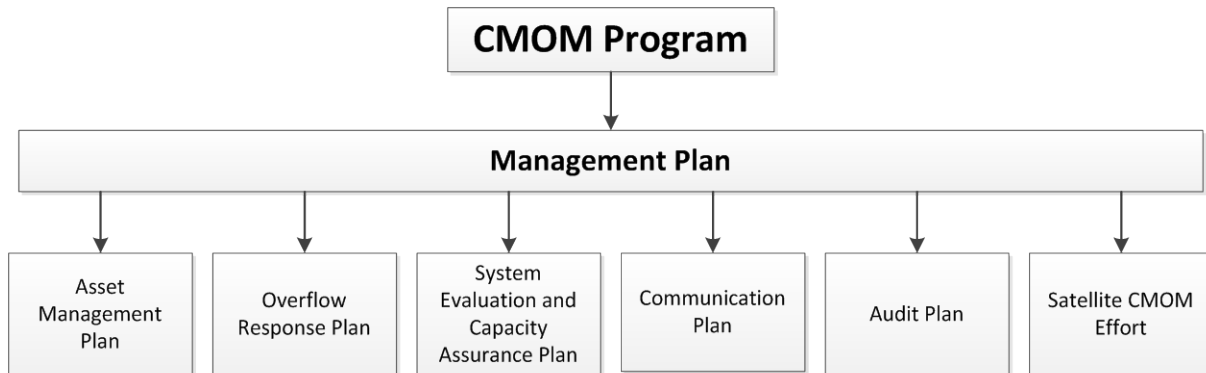 CMOM Program
Management Plan
Asset
Management
Plan
Overflow
Response Plan
System
Evaluation and
Capacity
Assurance Plan
Communication
Plan
Audit Plan
Satellite CMOM
Effort